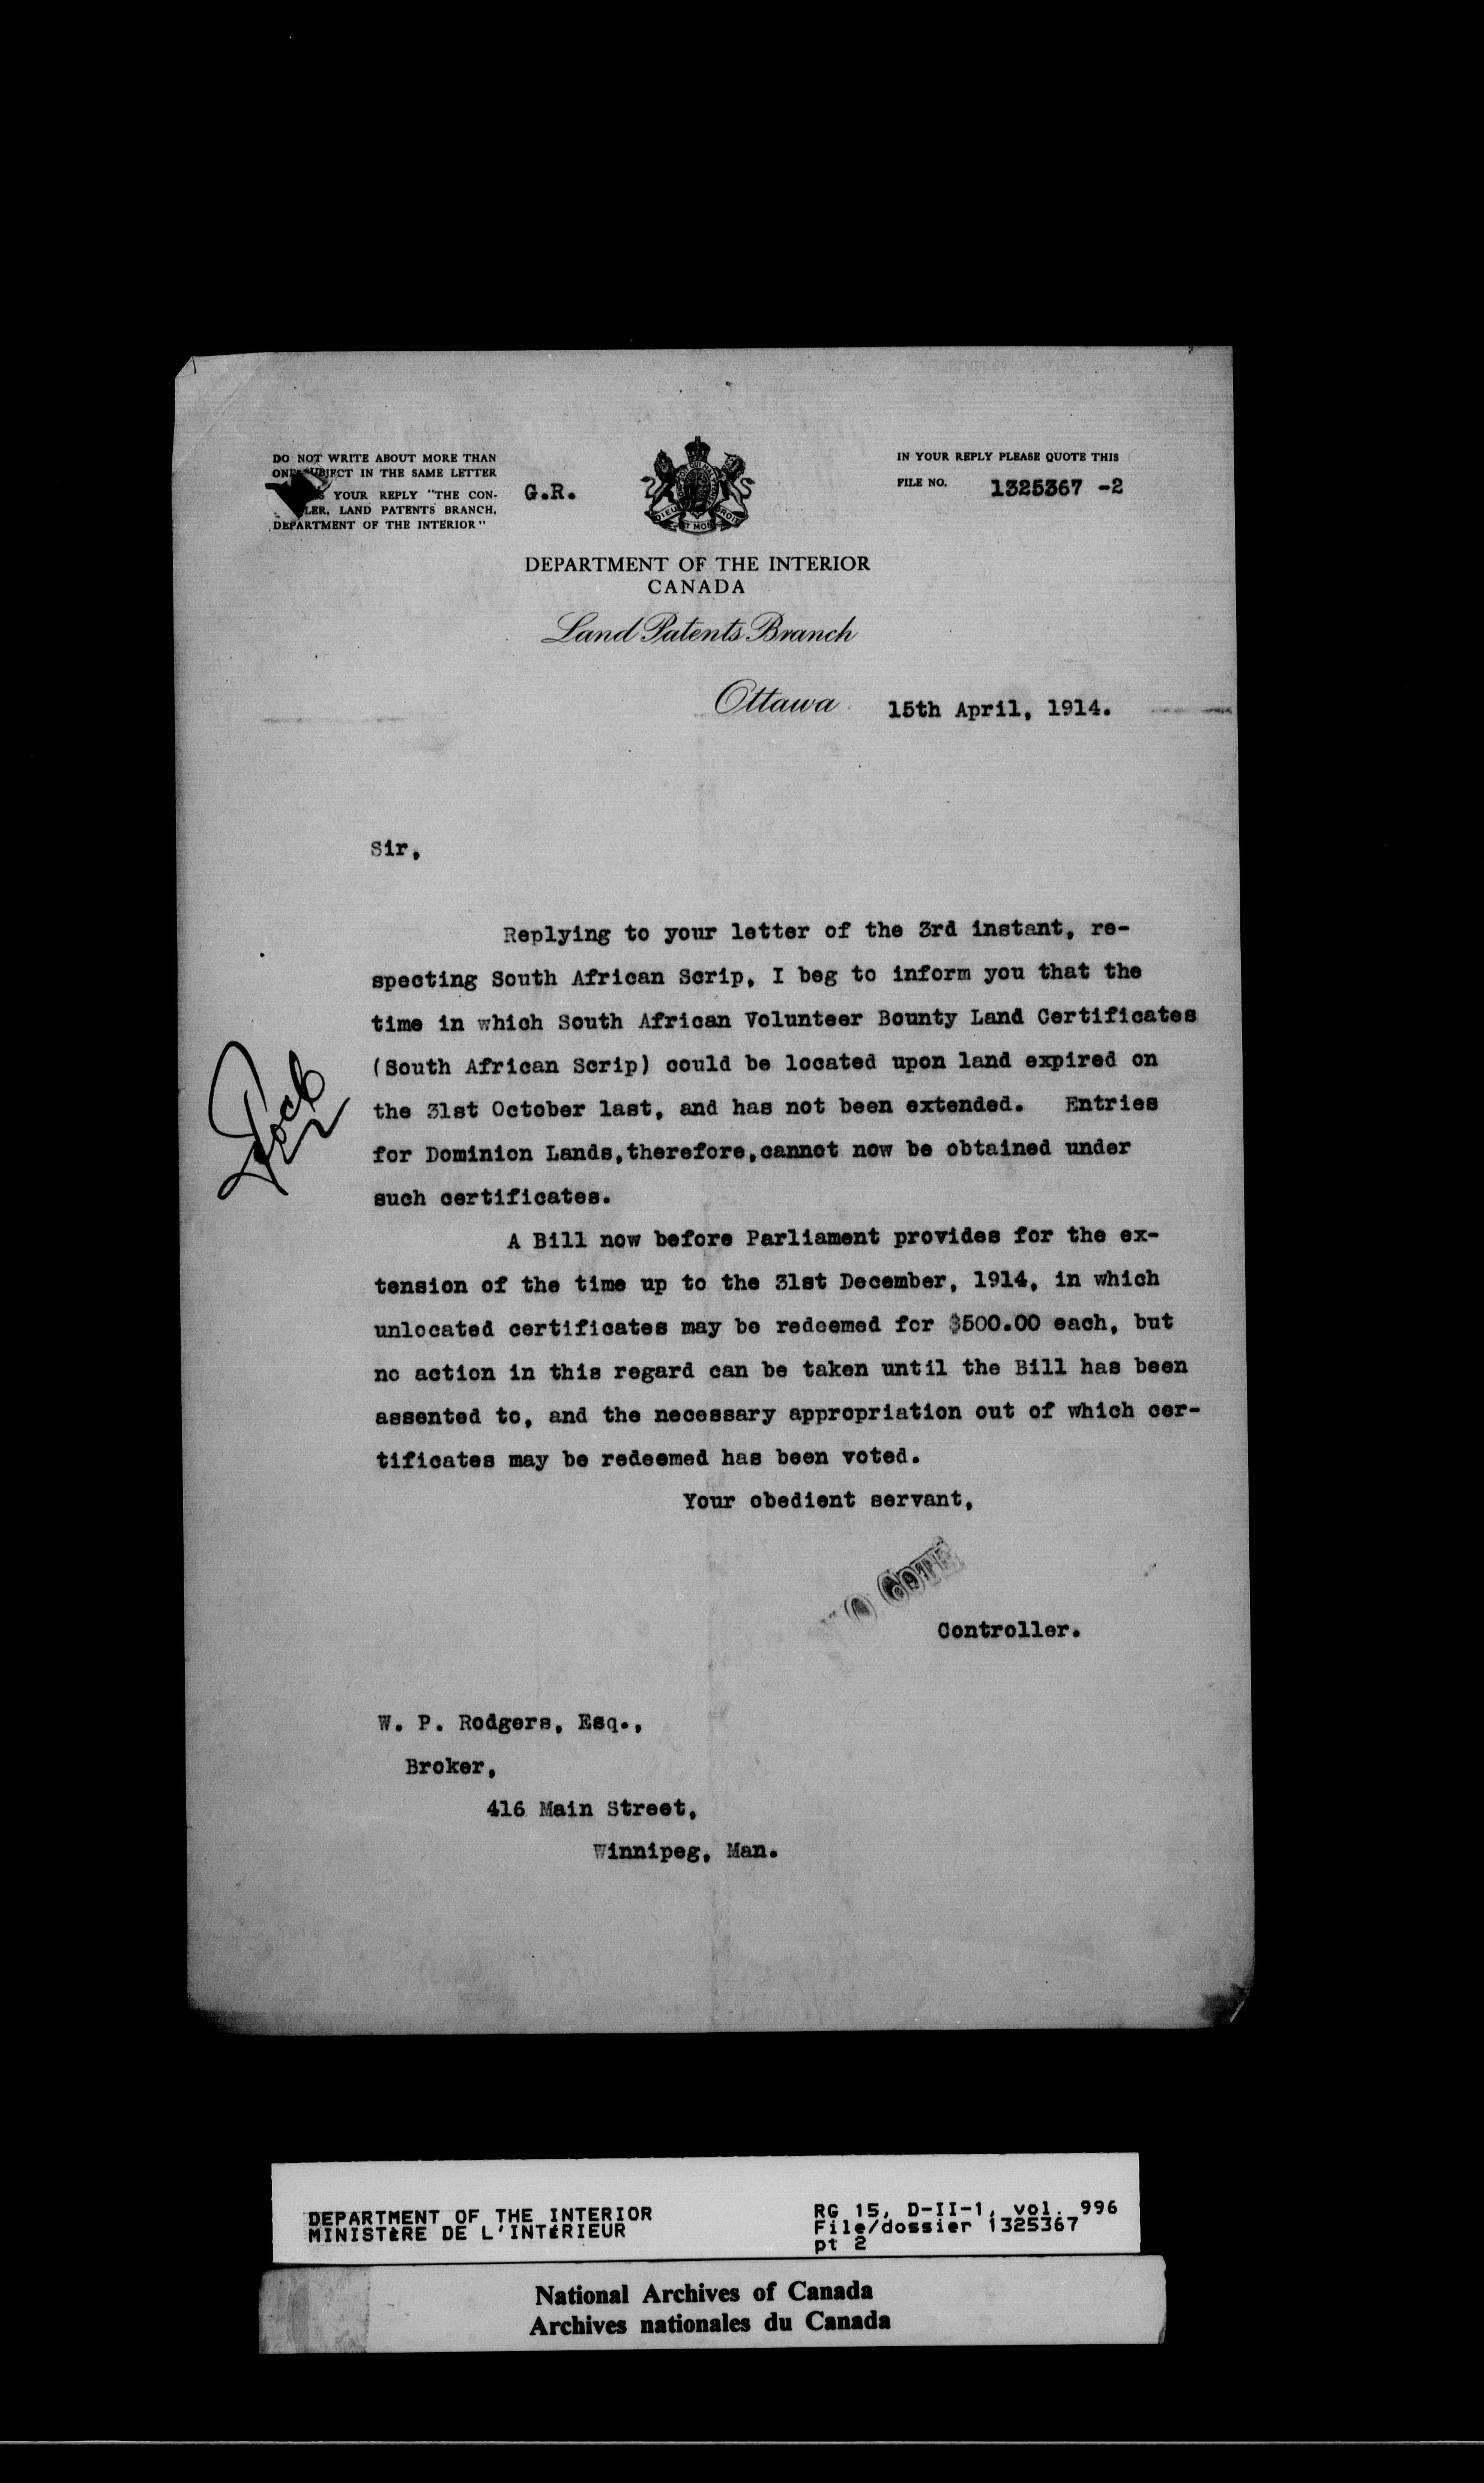 DO NOT WRITE ABOUT MORE THAN
IN THE SAME LETTER
YOUR REPLY "THE CON-
LER, LAND PATENTS BRANCH,
DEPARTMENT OF THE INTERIOR"
G.R.
IN YOUR REPLY PLEASE QUOTE THIS
FILE NO. 1325367 -2
DIEU ET MON DROIT
DEPARTMENT OF THE INTERIOR
CANADA
Land Patents Branch
Ottawa 15th April, 1914.
Sir,
Replying to your letter of the 3rd instant, re-
specting South African Scrip, I beg to inform you that the
time in which South African Volunteer Bounty Land Certificates
(South African Scrip) could be located upon land expired on
the 31st October last, and has not been extended. Entries
for Dominion Lands,therefore,cannot now be obtained under
such certificates.
A Bill now before Parliament provides for the ex-
tension of the time up to the 31st December, 1914, in which
unlocated certificates may be redeemed for $500.00 each, but
no action in this regard can be taken until the Bill has been
assented to, and the necessary appropriation out of which cer-
tificates may be redeemed has been voted.
Your obedient servant,
Controller.
W. P. Rodgers, Esq.,
Broker,
416 Main Street,
Winnipeg, Man.
DEPARTMENT OF THE INTERIOR
MINISTÈRE DE L'INTÉRIEUR
RG 15, D-II-1, vol. 996
File/dossier 1325367
pt 2
National Archives of Canada
Archives nationales du Canada